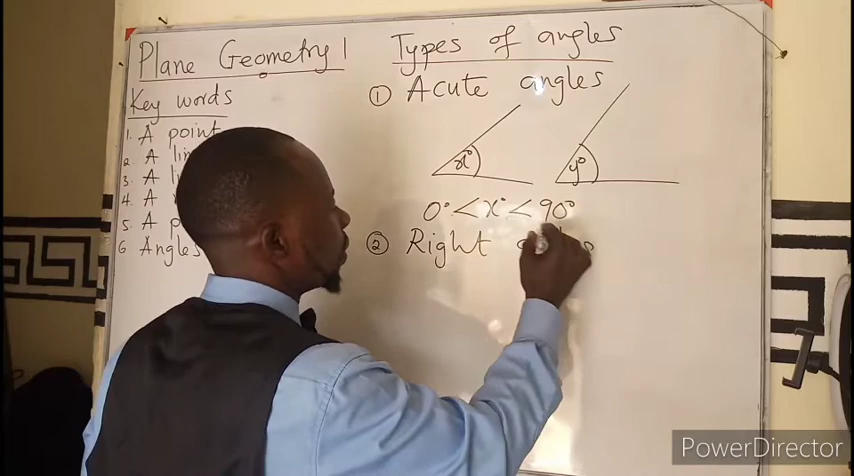 Plane Geometry 1
Key words
1. A point
2. A
3. A
4. A
5. A
6 Angles
Types of angles
① Acute angles
x° y°
0° < x° < 90°
② Right
PowerDirector